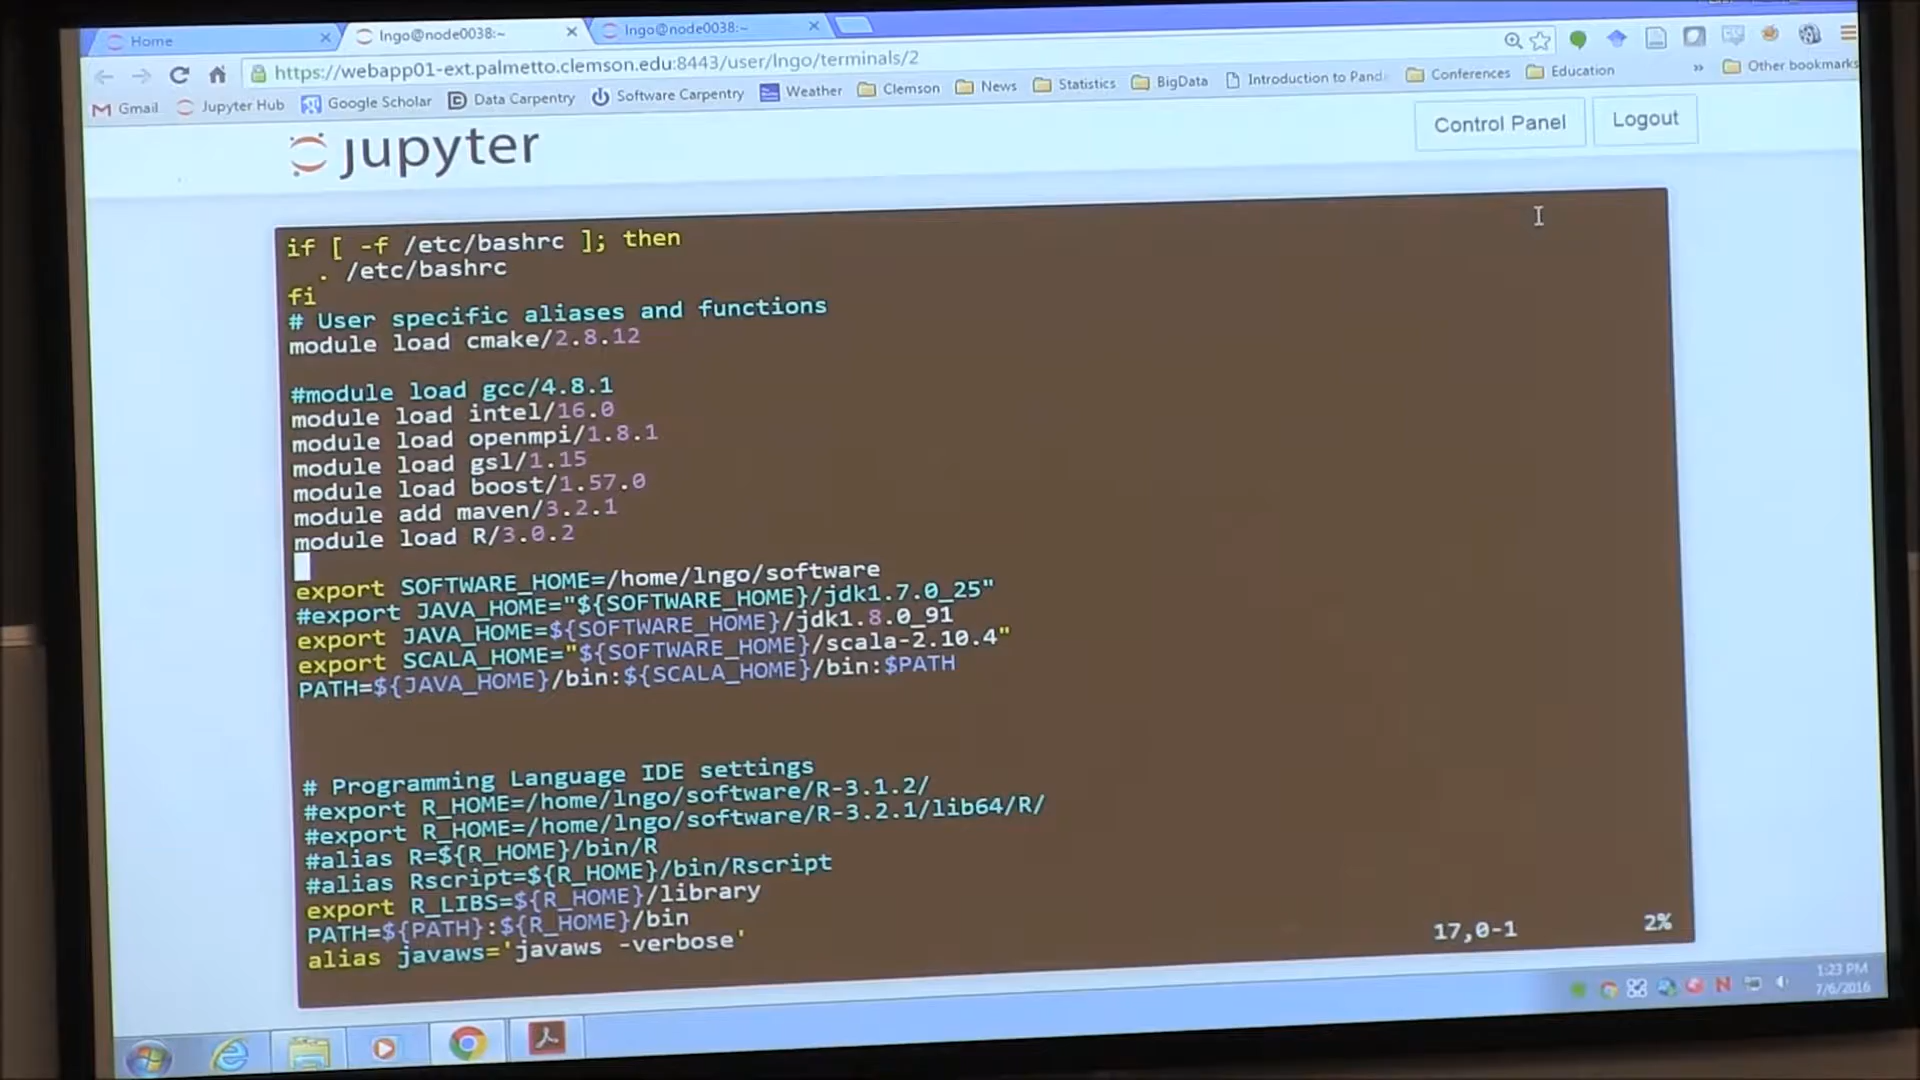 Home
lngo@node0038:~
lngo@node0038:~
https://webapp01-ext.palmetto.clemson.edu:8443/user/lngo/terminals/2
Gmail Jupyter Hub Google Scholar Data Carpentry Software Carpentry Weather Clemson News Statistics BigData Introduction to Pand Conferences Education » Other bookmarks
jupyter
Control Panel
Logout
if [ -f /etc/bashrc ]; then
. /etc/bashrc
fi
# User specific aliases and functions
module load cmake/2.8.12
#module load gcc/4.8.1
module load intel/16.0
module load openmpi/1.8.1
module load gsl/1.15
module load boost/1.57.0
module add maven/3.2.1
module load R/3.0.2
export SOFTWARE_HOME=/home/lngo/software
#export JAVA_HOME="${SOFTWARE_HOME}/jdk1.7.0_25"
export JAVA_HOME=${SOFTWARE_HOME}/jdk1.8.0_91
export SCALA_HOME="${SOFTWARE_HOME}/scala-2.10.4"
PATH=${JAVA_HOME}/bin:${SCALA_HOME}/bin:$PATH
# Programming Language IDE settings
#export R_HOME=/home/lngo/software/R-3.1.2/
#export R_HOME=/home/lngo/software/R-3.2.1/lib64/R/
#alias R=${R_HOME}/bin/R
#alias Rscript=${R_HOME}/bin/Rscript
export R_LIBS=${R_HOME}/library
PATH=${PATH}:${R_HOME}/bin
alias javaws='javaws -verbose'
17,0-1 2%
1:23 PM
7/6/2016